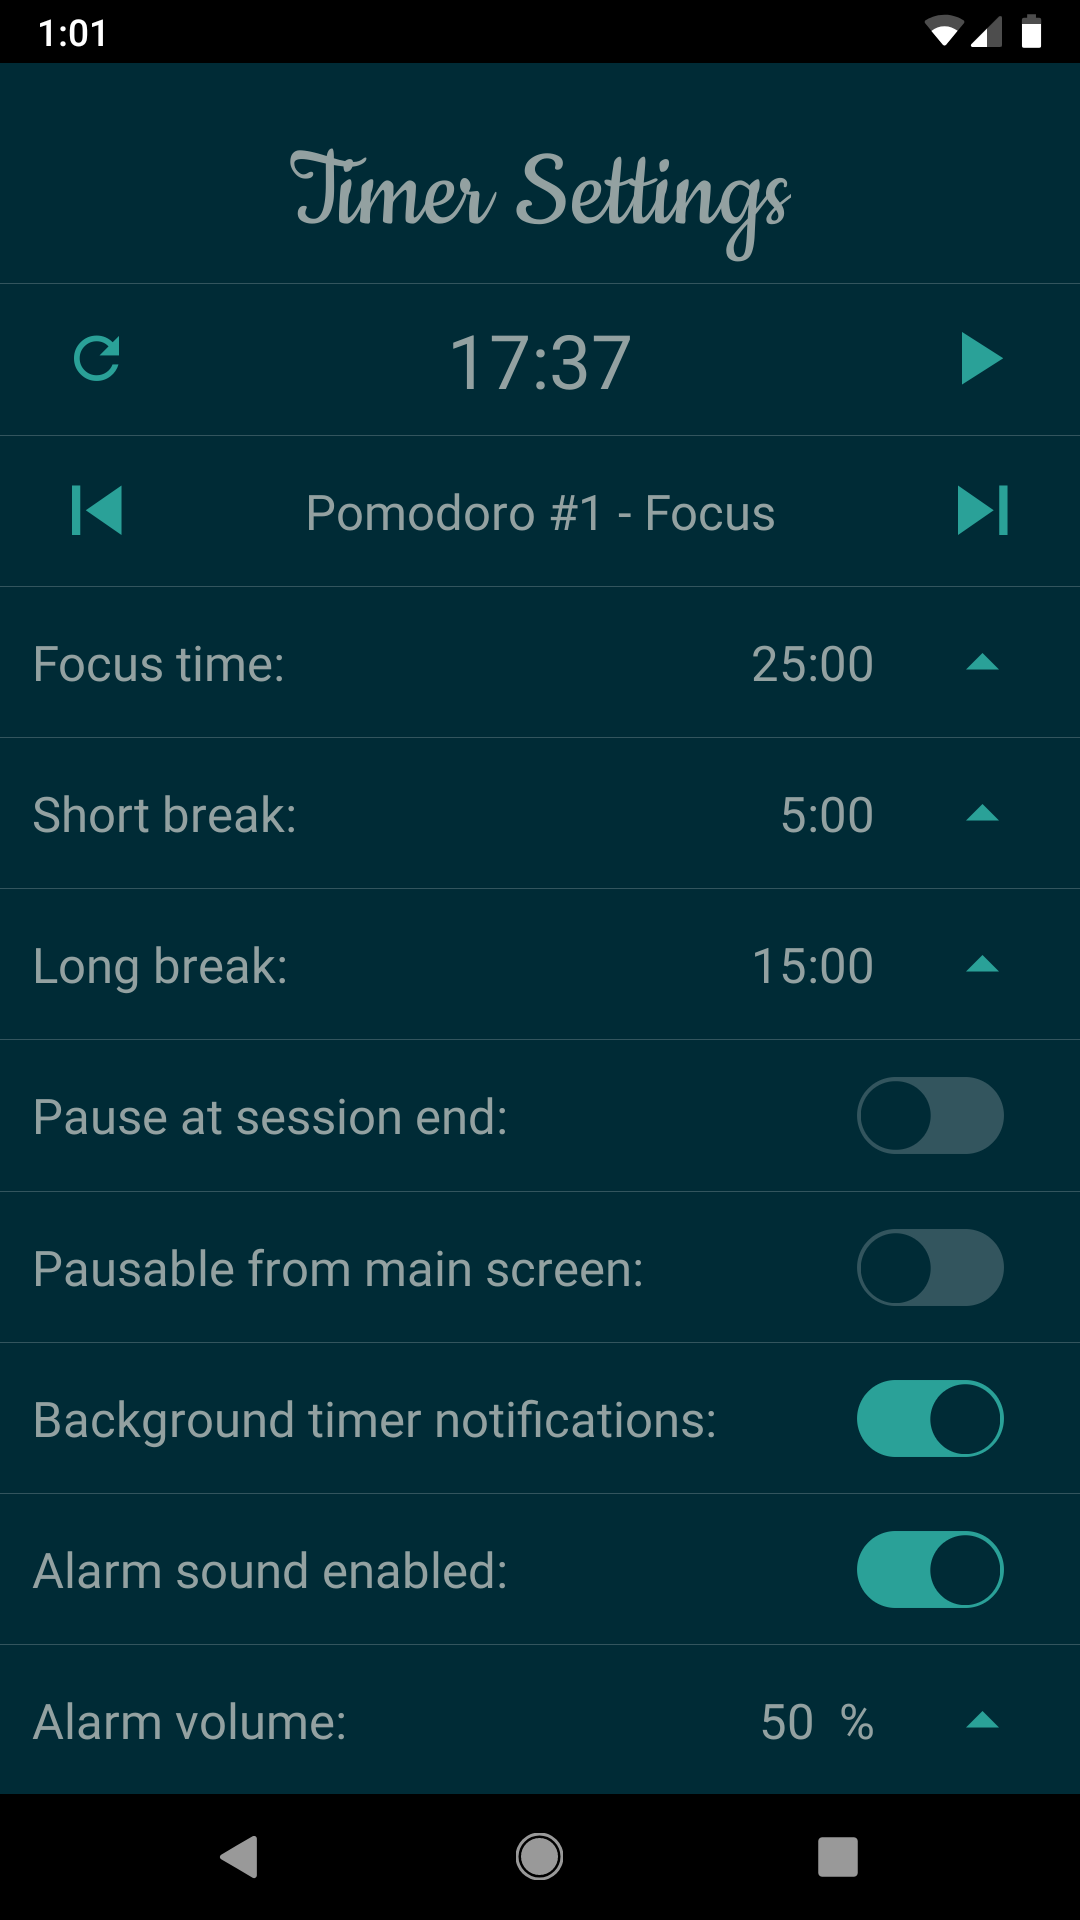 1:01
Timer Settings
17:37
Pomodoro #1 - Focus
Focus time: 25:00
Short break: 5:00
Long break: 15:00
Pause at session end:
Pausable from main screen:
Background timer notifications:
Alarm sound enabled:
Alarm volume: 50 %